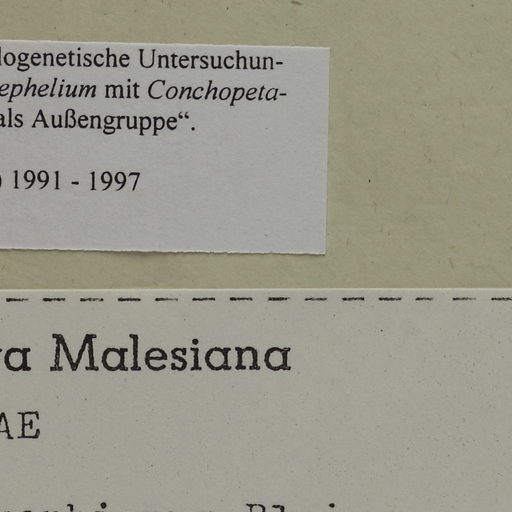 logenetische Untersuchun-
ephelium mit Conchopeta-
als Außengruppe“.
) 1991 - 1997
a Malesiana
AE